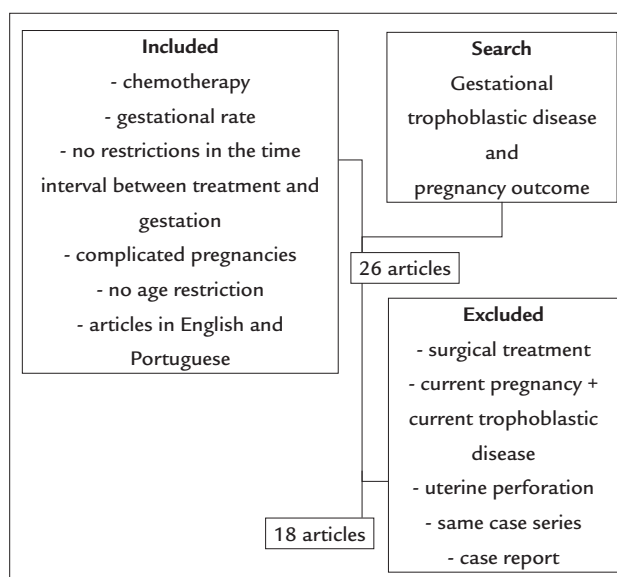 Included
- chemotherapy
- gestational rate
- no restrictions in the time
interval between treatment and
gestation
- complicated pregnancies
- no age restriction
- articles in English and
Portuguese
Search
Gestational
trophoblastic disease
and
pregnancy outcome
26 articles
Excluded
- surgical treatment
- current pregnancy +
current trophoblastic
disease
- uterine perforation
- same case series
- case report
18 articles